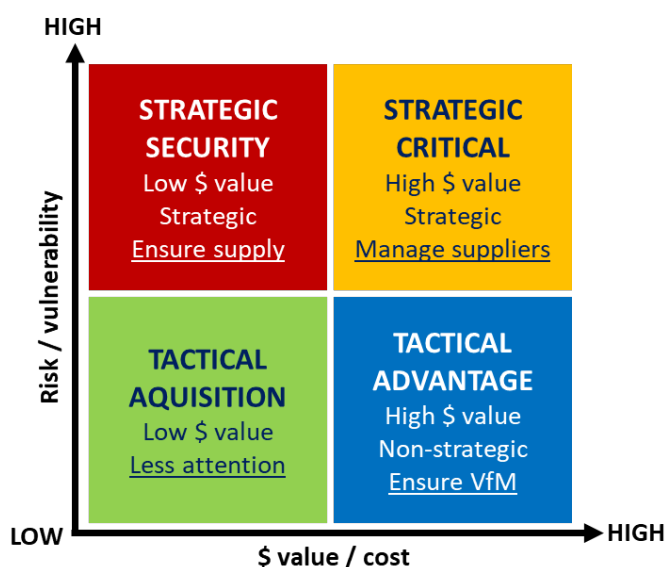 HIGH
STRATEGIC
SECURITY
Low $ value
Strategic
Ensure supply
STRATEGIC
CRITICAL
High $ value
Strategic
Manage suppliers
Risk / vulnerability
TACTICAL
AQUISITION
Low $ value
Less attention
TACTICAL
ADVANTAGE
High $ value
Non-strategic
Ensure VfM
LOW
HIGH
$ value / cost